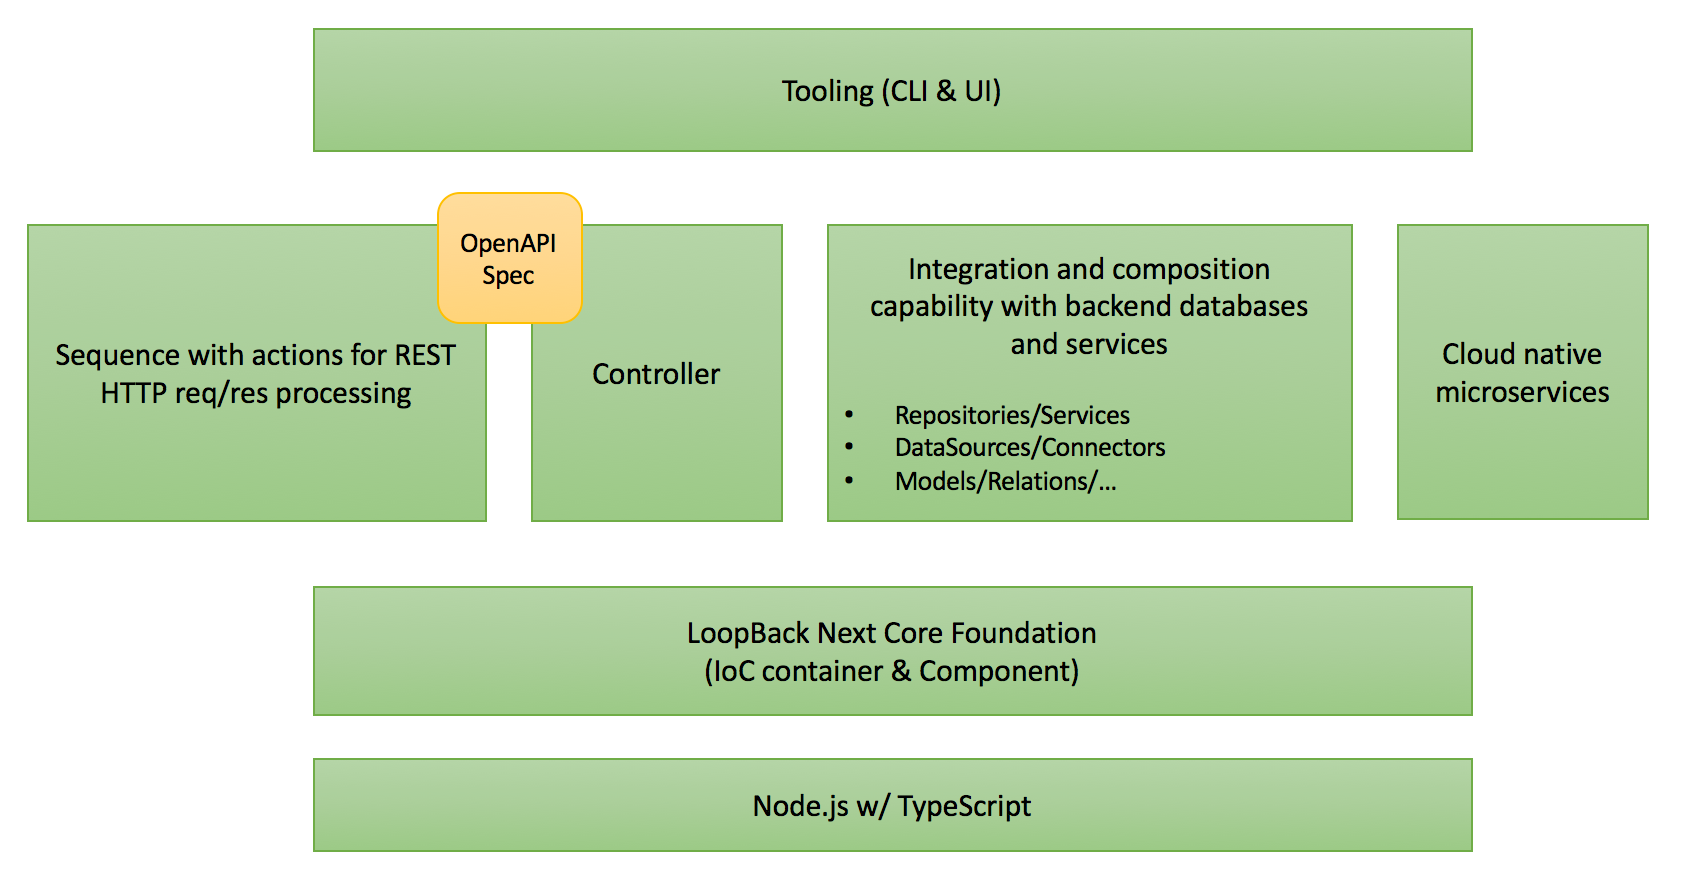 Tooling (CLI & UI)
OpenAPI
Spec
Sequence with actions for REST
HTTP req/res processing
Controller
Integration and composition
capability with backend databases
and services
• Repositories/Services
• DataSources/Connectors
• Models/Relations/...
Cloud native
microservices
LoopBack Next Core Foundation
(IoC container & Component)
Node.js w/ TypeScript